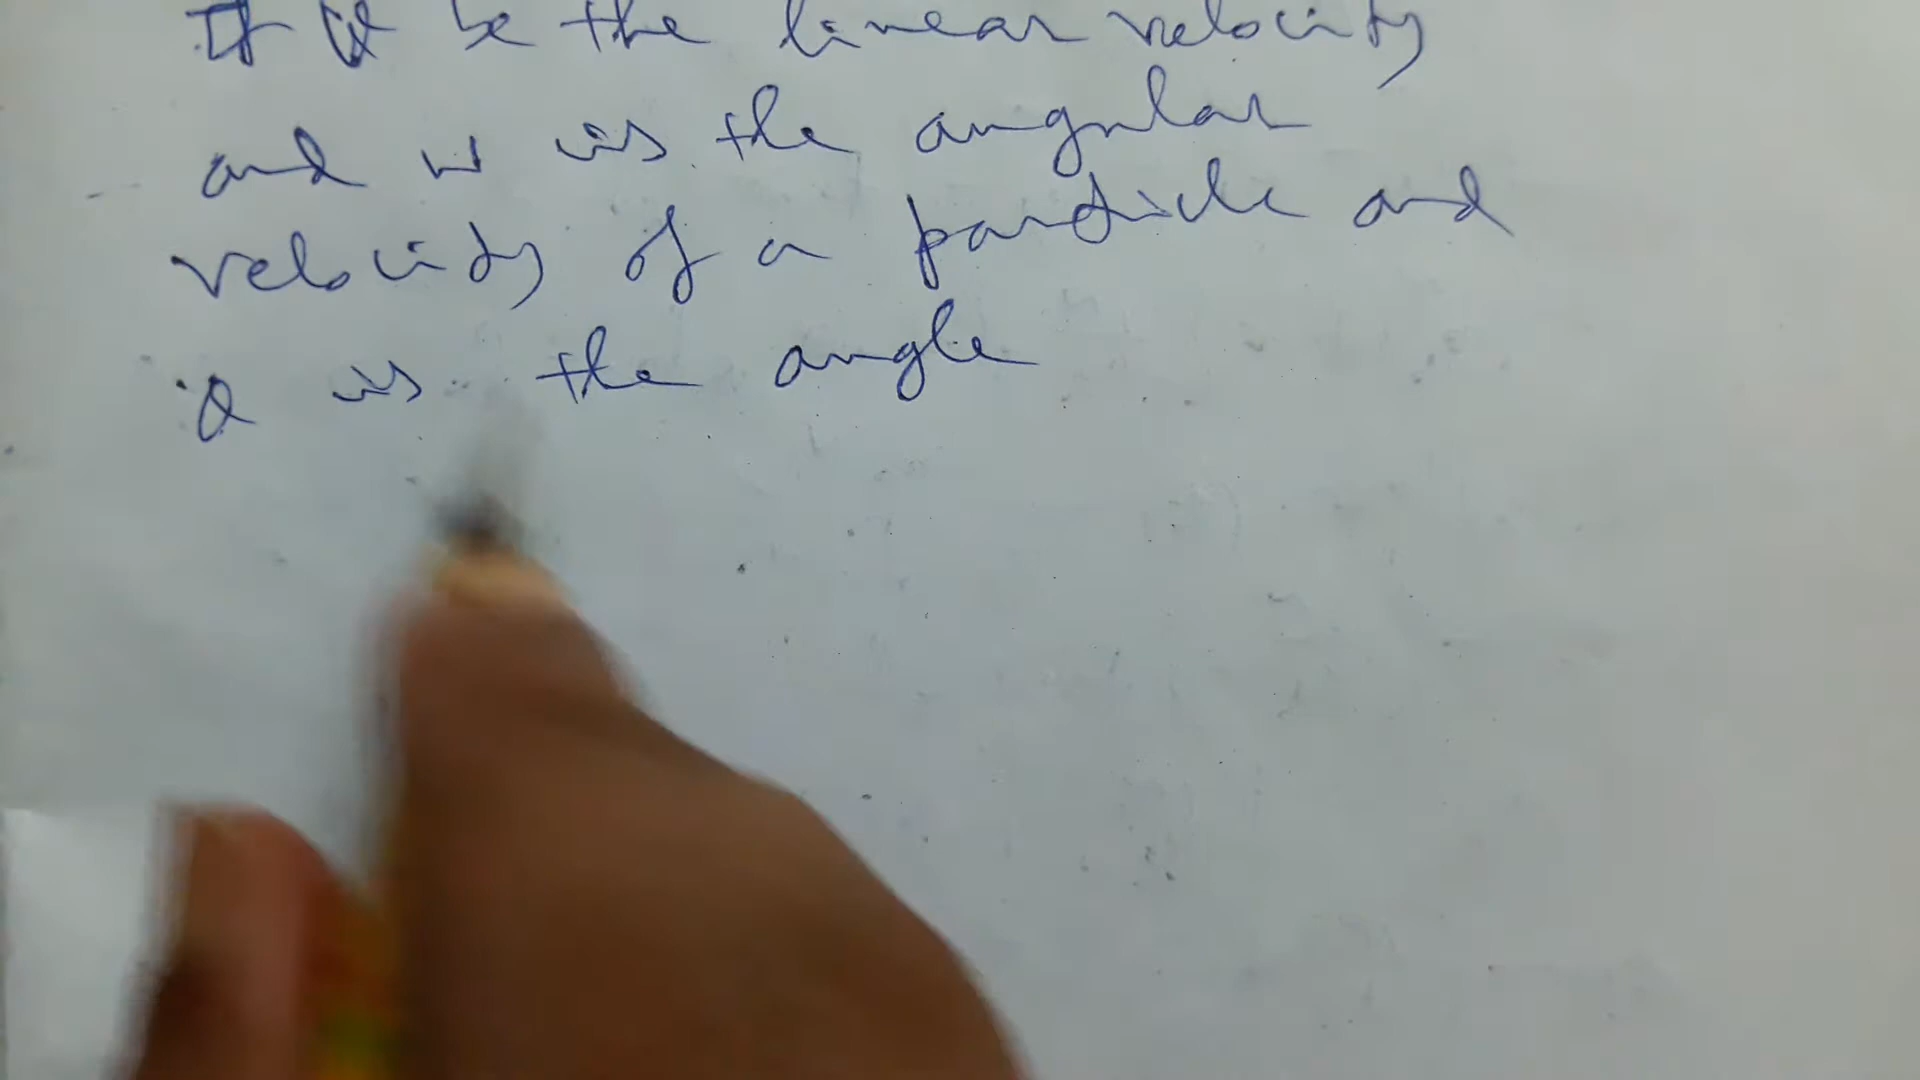 If v be the linear velocity
and w is the angular
velocity of a particle and
θ is the angle